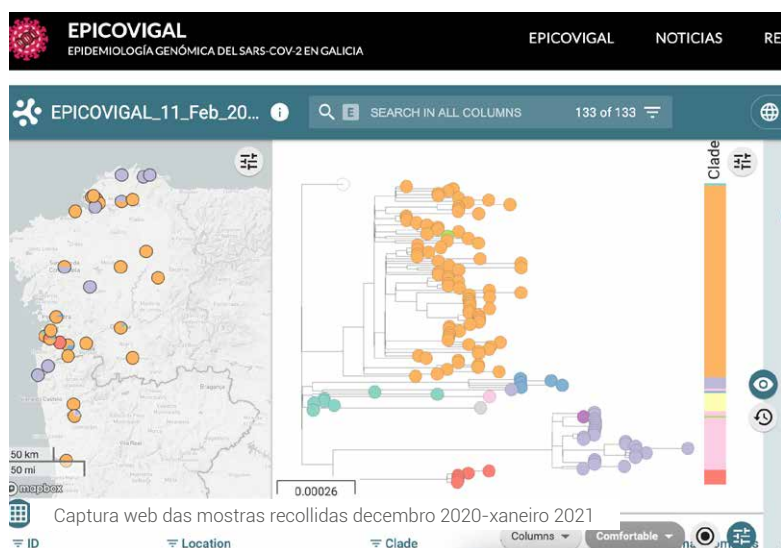 EPICOVIGAL
EPIDEMIOLOGÍA GENÓMICA DEL SARS-COV-2 EN GALICIA
EPICOVIGAL
NOTICIAS
RE
EPICOVIGAL_11_Feb_20...
i
E
SEARCH IN ALL COLUMNS
133 of 133
Clade
Bragança
50 km
50 mi
mapbox
0.00026
Captura web das mostras recollidas decembro 2020-xaneiro 2021
ID
Location
Clade
Columns
Comfortable